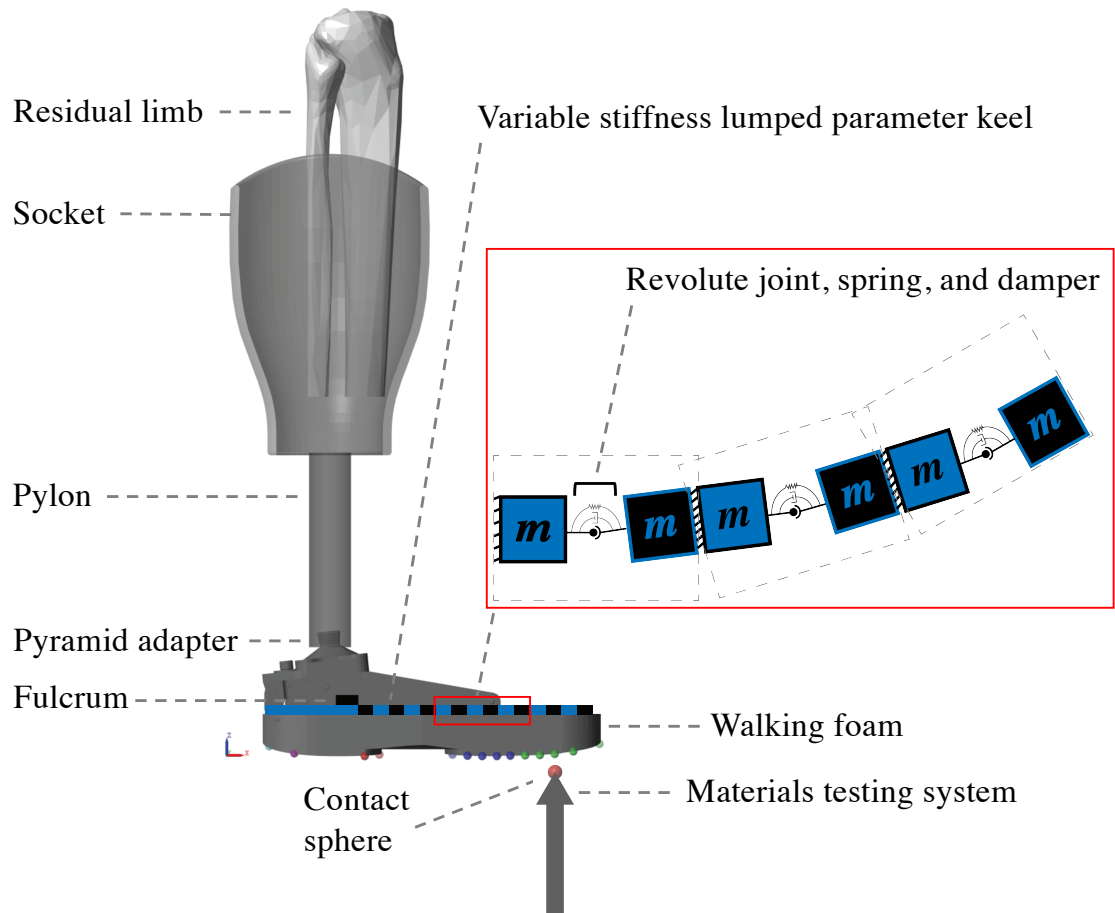 Residual limb
Variable stiffness lumped parameter keel
Socket
Revolute joint, spring, and damper
m
m
m
m
m
m
Pylon
Pyramid adapter
Fulcrum
Walking foam
z
x
Materials testing system
Contact
sphere